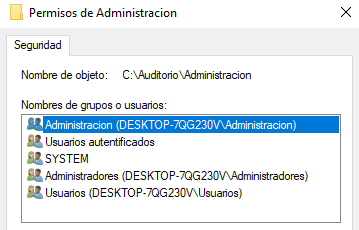 Permisos de Administracion
Seguridad
Nombre de objeto: C:\Auditorio\Administracion
Nombres de grupos o usuarios:
Administracion (DESKTOP-7QG230V\Administracion)
Usuarios autentificados
SYSTEM
Administradores (DESKTOP-7QG230V\Administradores)
Usuarios (DESKTOP-7QG230V\Usuarios)